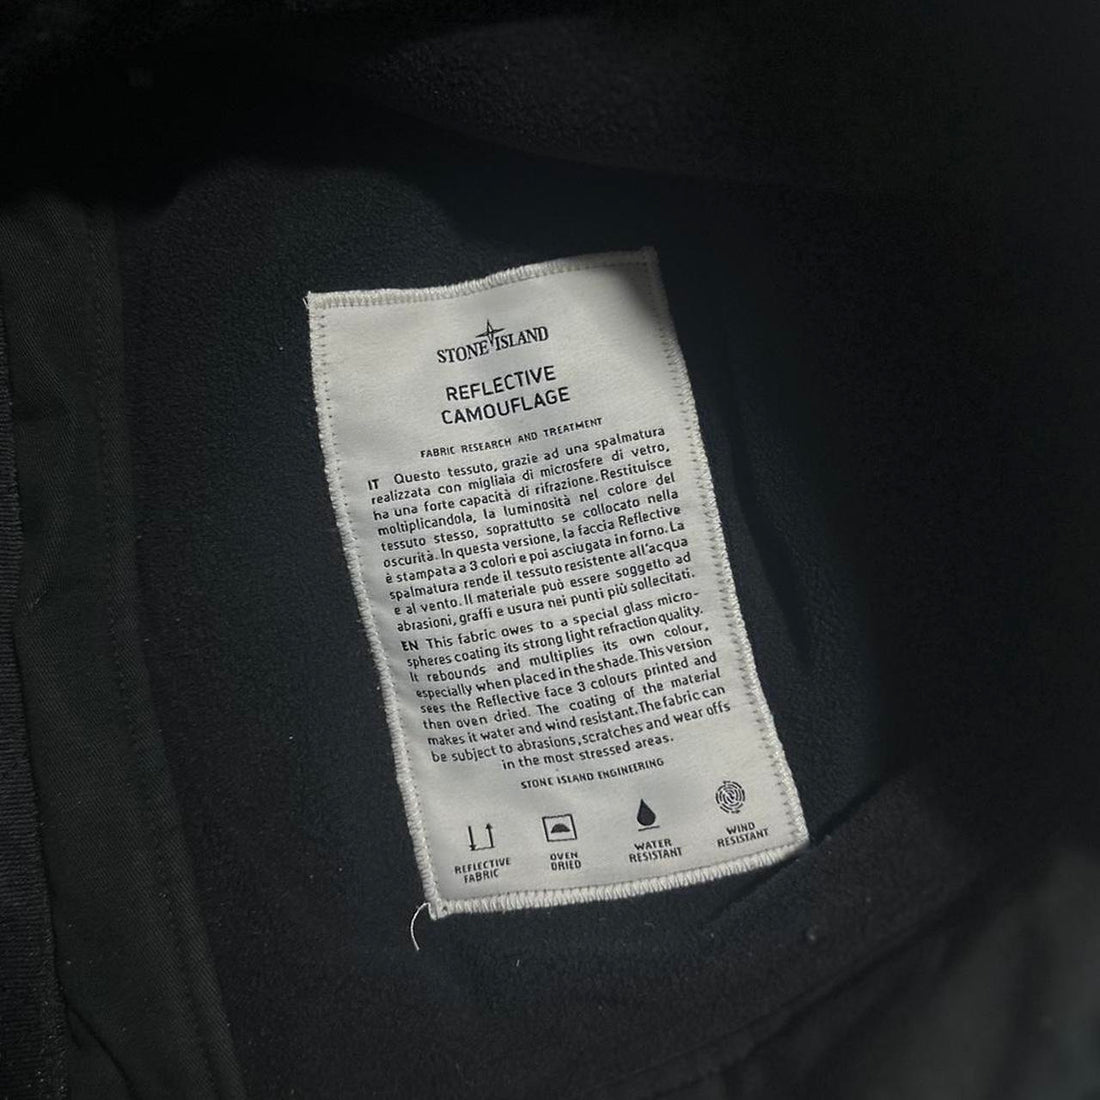 STONE ISLAND
REFLECTIVE
CAMOUFLAGE
FABRIC RESEARCH AND TREATMENT
IT Questo tessuto, grazie ad una spalmatura
realizzata con migliaia di microsfere di vetro,
ha una forte capacità di rifrazione. Restituisce
moltiplicandola, la luminosità nel colore del
tessuto stesso, soprattutto se collocato nella
oscurità. In questa versione, la faccia Reflective
è stampata a 3 colori e poi asciugata in forno. La
spalmatura rende il tessuto resistente all'acqua
e al vento. Il materiale può essere soggetto ad
abrasioni, graffi e usura nei punti più sollecitati.
EN This fabric owes to a special glass micro-
spheres coating its strong light refraction quality.
It rebounds and multiplies its own colour,
especially when placed in the shade. This version
sees the Reflective face 3 colours printed and
then oven dried. The coating of the material
makes it water and wind resistant. The fabric can
be subject to abrasions, scratches and wear offs
in the most stressed areas.
STONE ISLAND ENGINEERING
REFLECTIVE
FABRIC
OVEN
DRIED
WATER
RESISTANT
WIND
RESISTANT